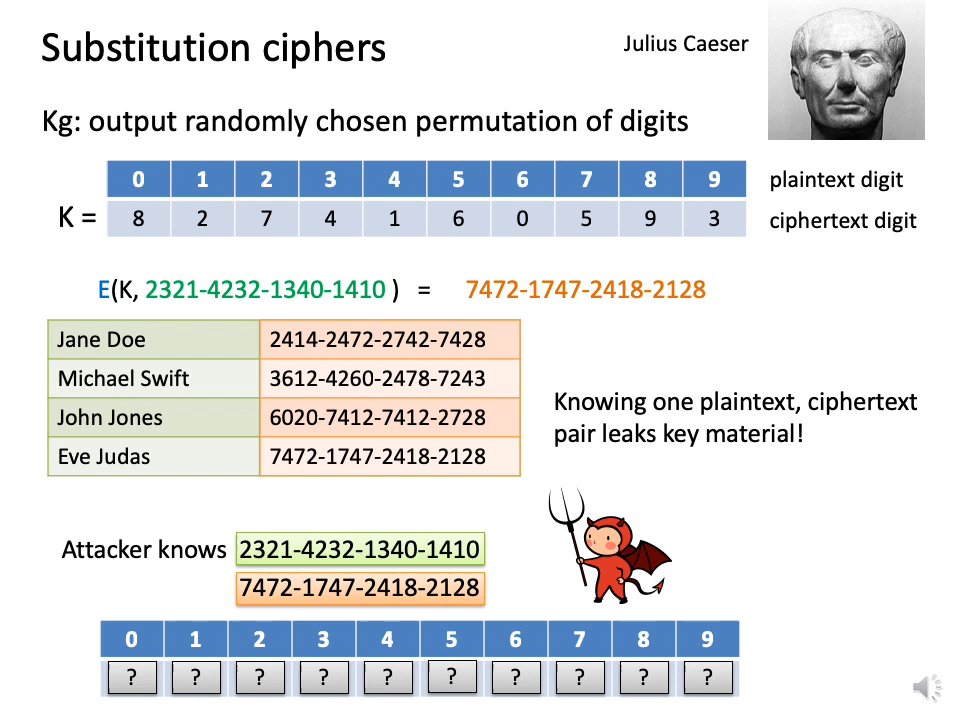 Substitution ciphers
Julius Caeser
Kg: output randomly chosen permutation of digits
0 1 2 3 4 5 6 7 8 9 plaintext digit
K = 8 2 7 4 1 6 0 5 9 3 ciphertext digit
E(K, 2321-4232-1340-1410 ) = 7472-1747-2418-2128
Jane Doe 2414-2472-2742-7428
Michael Swift 3612-4260-2478-7243
John Jones 6020-7412-7412-2728
Eve Judas 7472-1747-2418-2128
Knowing one plaintext, ciphertext
pair leaks key material!
Attacker knows 2321-4232-1340-1410
7472-1747-2418-2128
0 1 2 3 4 5 6 7 8 9
? ? ? ? ? ? ? ? ? ?